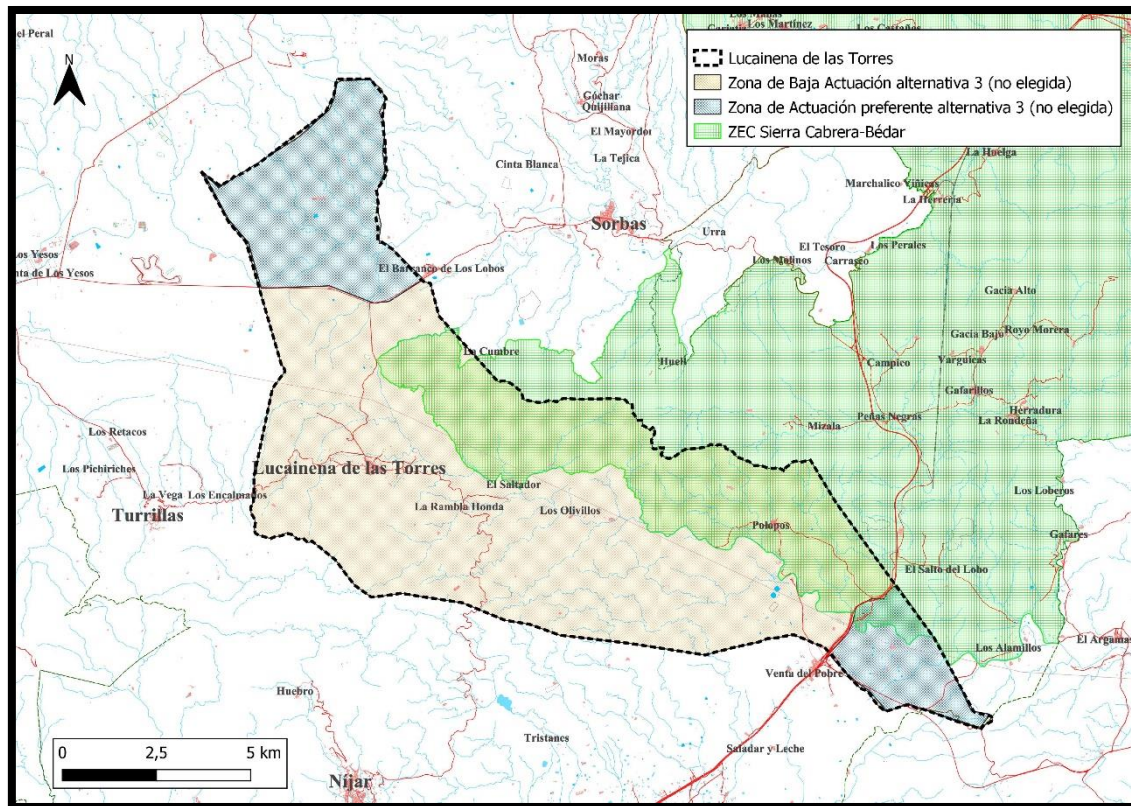 Los Martínez
Los Castaños
el Peral
Moras
Góchar
Quijiliana
El Mayordor
La Tejica
Cinta Blanca
Sorbas
Urra
Los Molinos
El Tesoro
Carrasco
Los Perales
La Huelga
Marchalico Viñicas
La Herrería
N
Lucainena de las Torres
Zona de Baja Actuación alternativa 3 (no elegida)
Zona de Actuación preferente alternativa 3 (no elegida)
ZEC Sierra Cabrera-Bédar
Los Yesos
nta de Los Yesos
El Barranco de Los Lobos
La Cumbre
Hueli
Gacia Alto
Gacia Bajo
Royo Morera
Campico
Varguicas
Gafarillos
Herradura
La Rondeña
Peñas Negras
Mizala
Los Retacos
Los Pichiriches
La Vega
Los Encalmados
Turrillas
Lucainena de las Torres
El Saltador
La Rambla Honda
Los Olivillos
Polopos
Los Loberos
Gafares
El Salto del Lobo
Los Alamillos
El Argamas
Venta del Pobre
Huebro
Tristanes
Saladar y Leche
Níjar
0
2,5
5 km